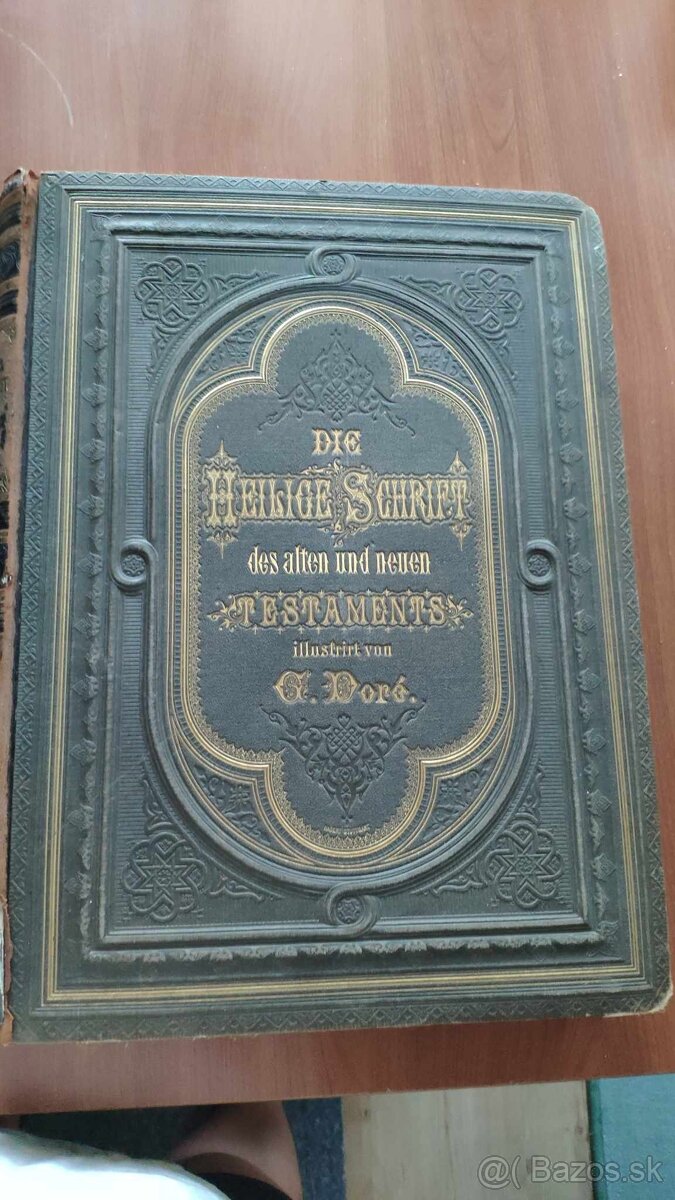 DIE
HEILIGE SCHRIFT
des alten und neuen
TESTAMENTS
illustrirt von
G. Doré.
@( Bazos.sk